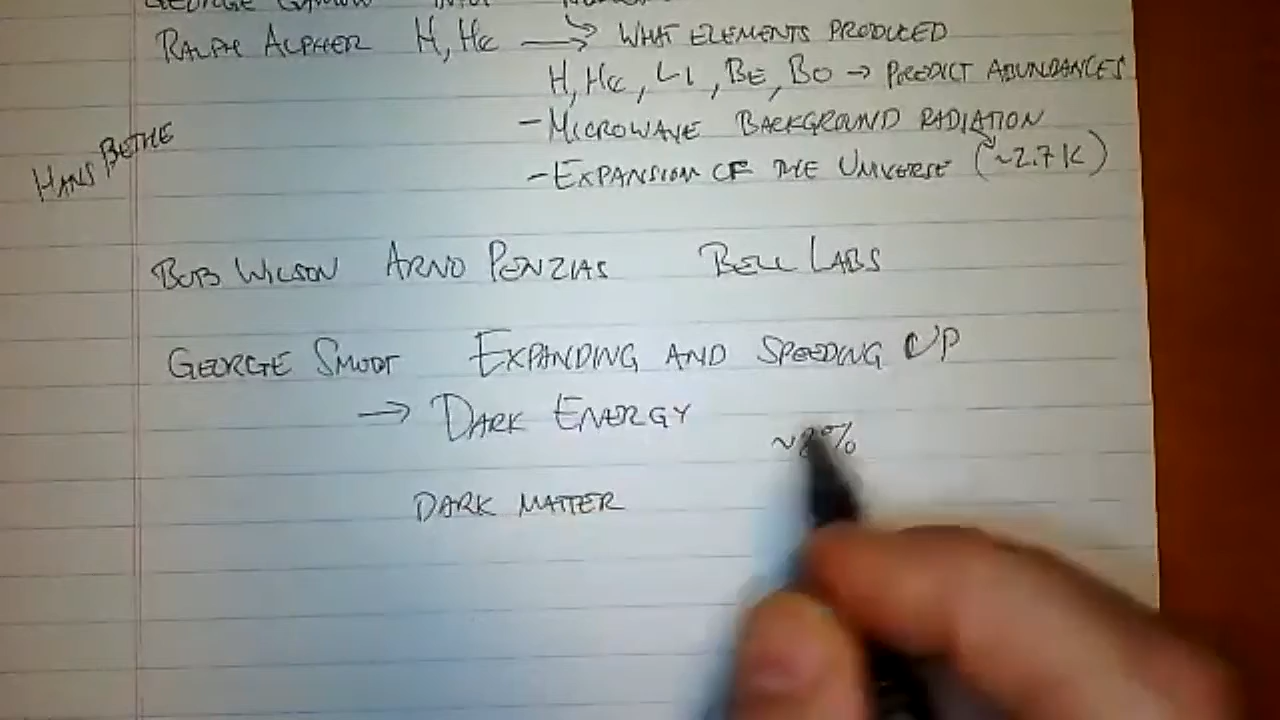 GEORGE
RALPH ALPHER H, He → WHAT ELEMENTS PRODUCED
H, He, Li, BE, BO → PREDICT ABUNDANCES
- MICROWAVE BACKGROUND RADIATION
HANS BETHE
- EXPANSION OF THE UNIVERSE (~2.7 K)
BOB WILSON ARNO PENZIAS BELL LABS
GEORGE SMOOT EXPANDING AND SPEEDING UP
→ DARK ENERGY
DARK MATTER